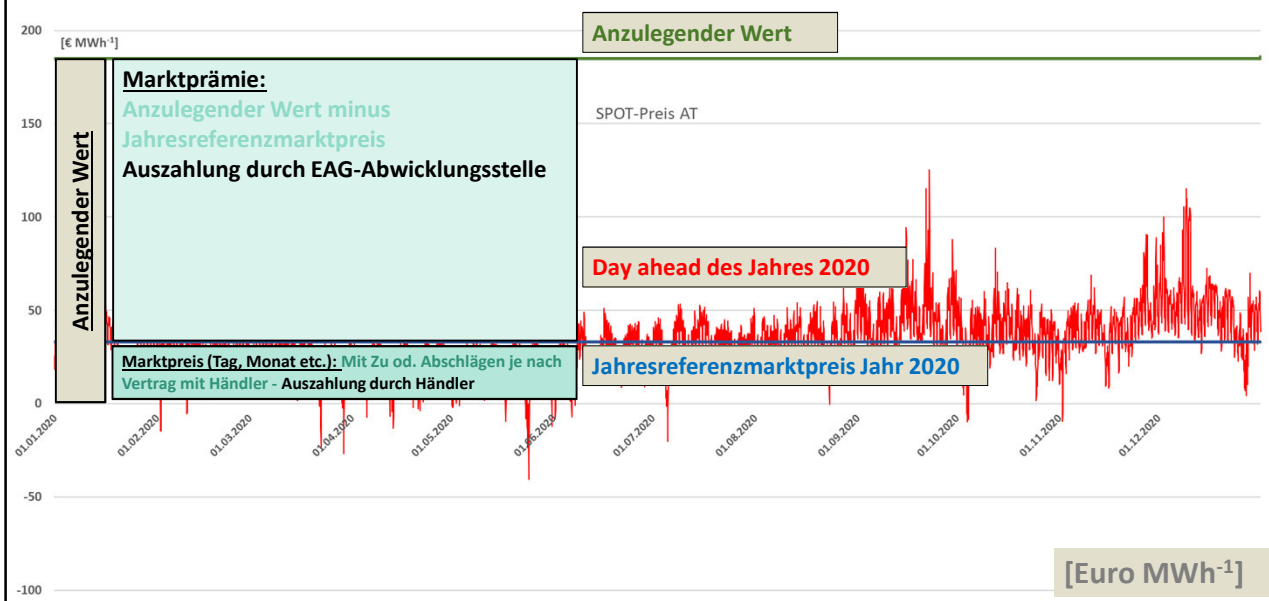 200
[€ MWh-1]
Anzulegender Wert
Anzulegender Wert
Marktprämie:
Anzulegender Wert minus
Jahresreferenzmarktpreis
Auszahlung durch EAG-Abwicklungsstelle
SPOT-Preis AT
150
100
Day ahead des Jahres 2020
50
Marktpreis (Tag, Monat etc.): Mit Zu od. Abschlägen je nach
Vertrag mit Händler - Auszahlung durch Händler
Jahresreferenzmarktpreis Jahr 2020
0
01.01.2020
01.02.2020
01.03.2020
01.04.2020
01.05.2020
01.06.2020
01.07.2020
01.08.2020
01.09.2020
01.10.2020
01.11.2020
01.12.2020
-50
[Euro MWh-1]
-100